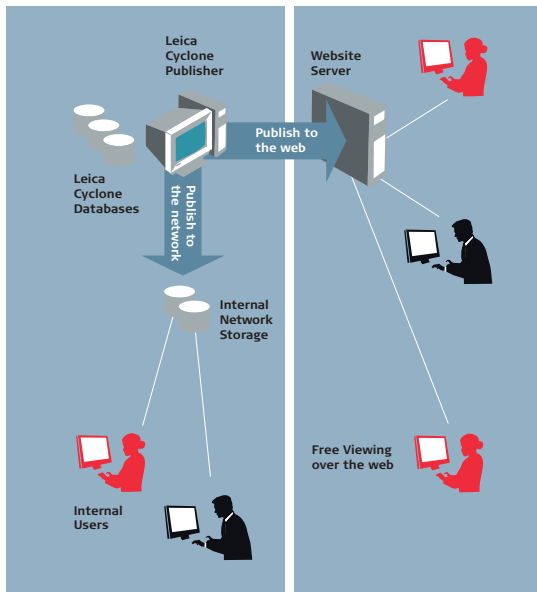 Leica
Cyclone
Publisher
Website
Server
Publish to
the web
Leica
Cyclone
Databases
Publish to
the network
Internal
Network
Storage
Free Viewing
over the web
Internal
Users